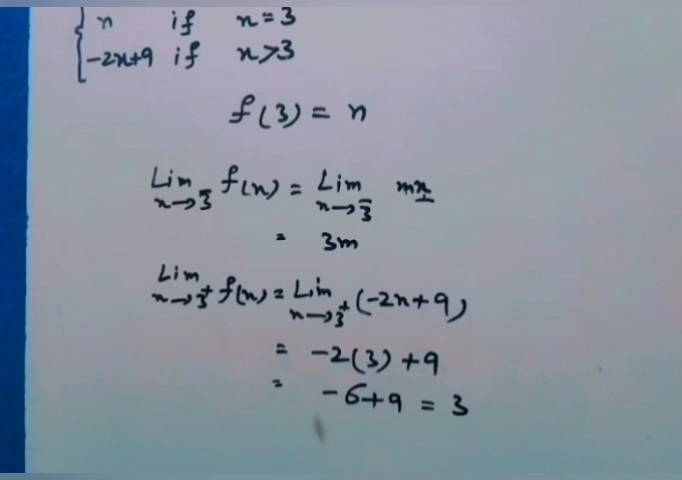 n if x = 3
-2x+9 if x>3
f(3) = n
Lim x→3⁻ f(x) = Lim x→3⁻ mx
= 3m
Lim x→3⁺ f(x) = Lim x→3⁺ (-2x+9)
= -2(3) +9
= -6+9 = 3